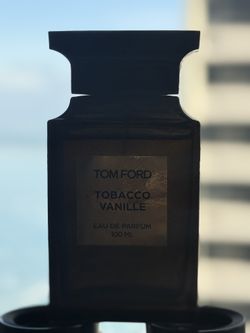 TOM FORD
TOBACCO
VANILLE
EAU DE PARFUM
100 ML